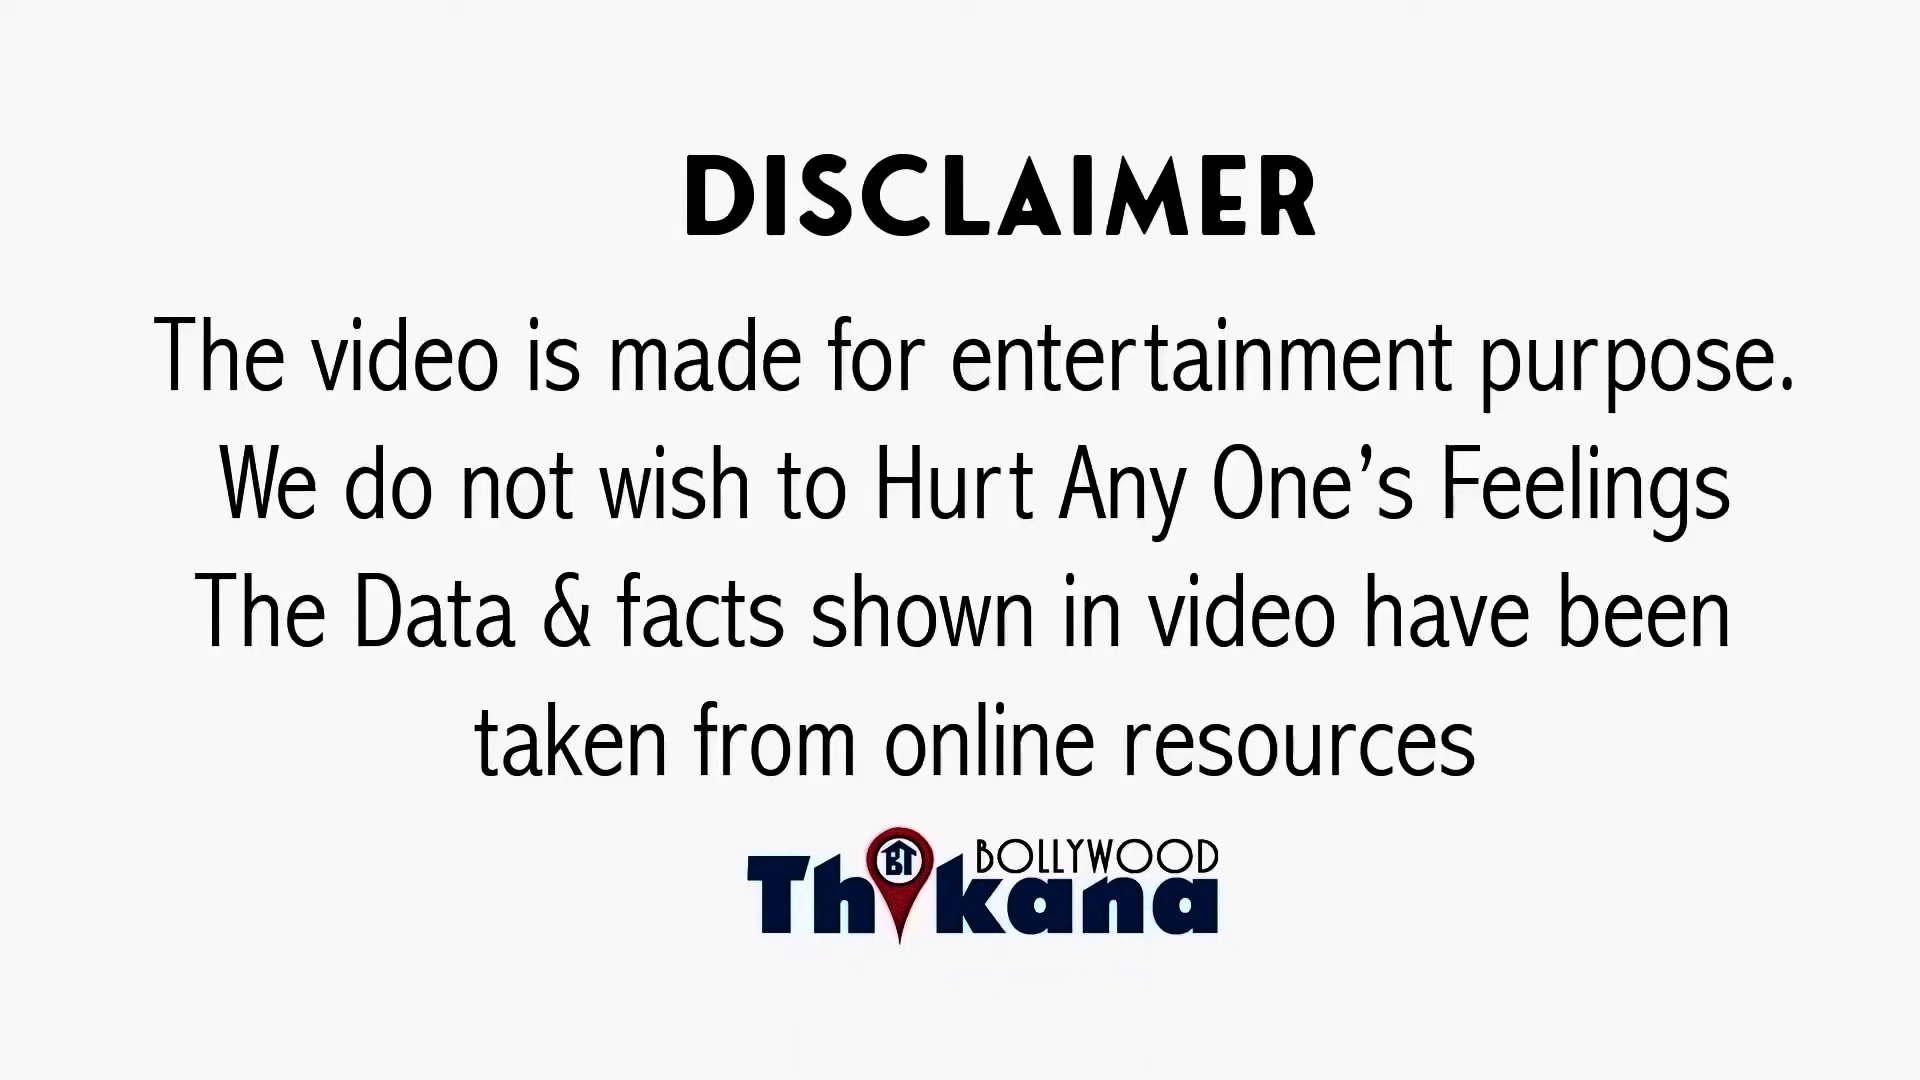 DISCLAIMER
The video is made for entertainment purpose.
We do not wish to Hurt Any One’s Feelings
The Data & facts shown in video have been
taken from online resources
BT
BOLLYWOOD
Thikana